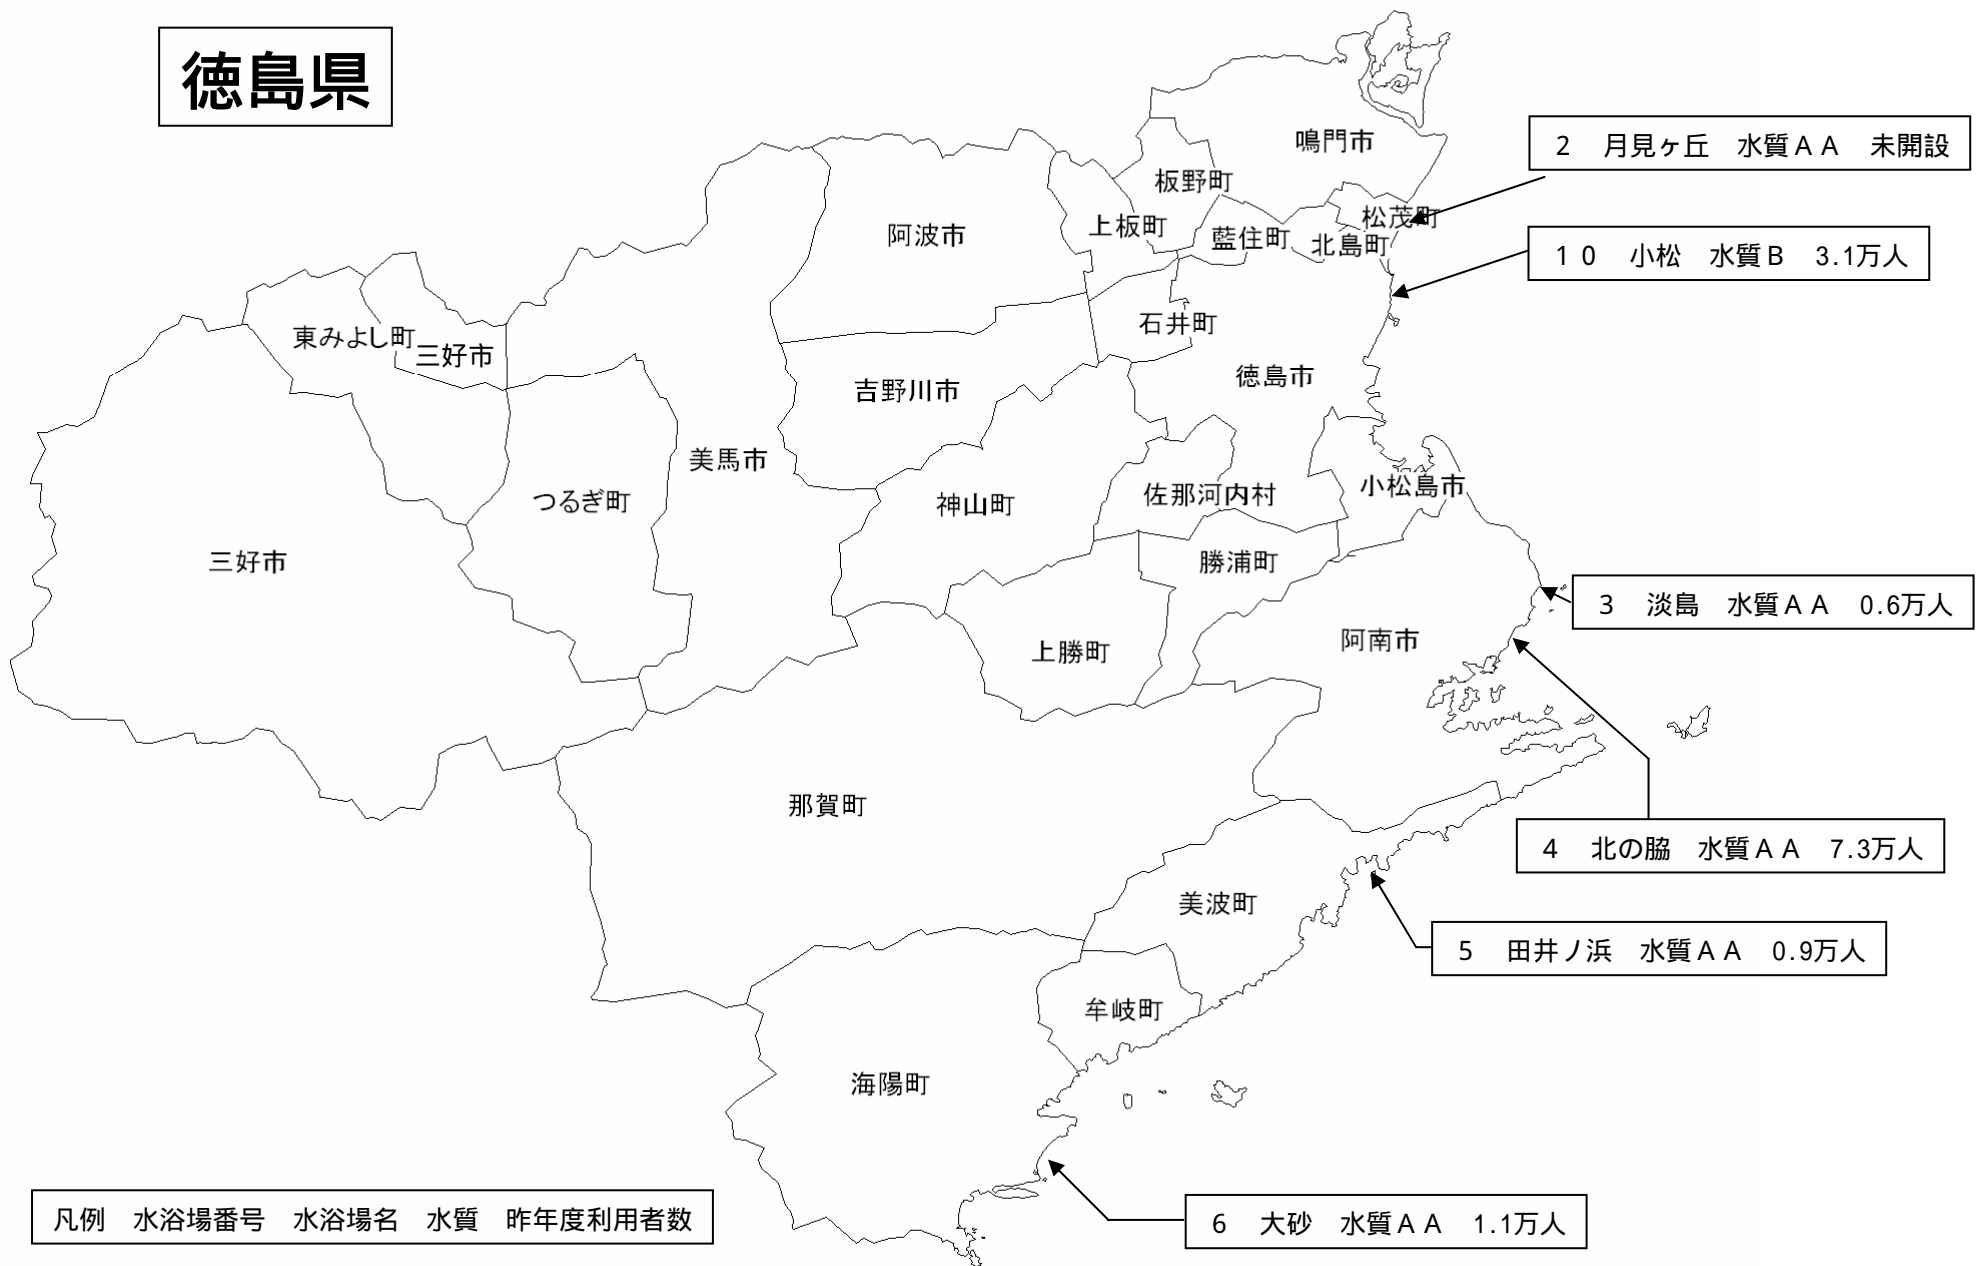 徳島県
鳴門市
2　月見ヶ丘　水質ＡＡ　未開設
板野町
松茂町
上板町
阿波市
藍住町
北島町
１０　小松　水質Ｂ　3.1万人
石井町
東みよし町
三好市
徳島市
吉野川市
美馬市
小松島市
佐那河内村
つるぎ町
神山町
三好市
勝浦町
3　淡島　水質ＡＡ　0.6万人
阿南市
上勝町
那賀町
4　北の脇　水質ＡＡ　7.3万人
美波町
5　田井ノ浜　水質ＡＡ　0.9万人
牟岐町
海陽町
凡例　水浴場番号　水浴場名　水質　昨年度利用者数
6　大砂　水質ＡＡ　1.1万人